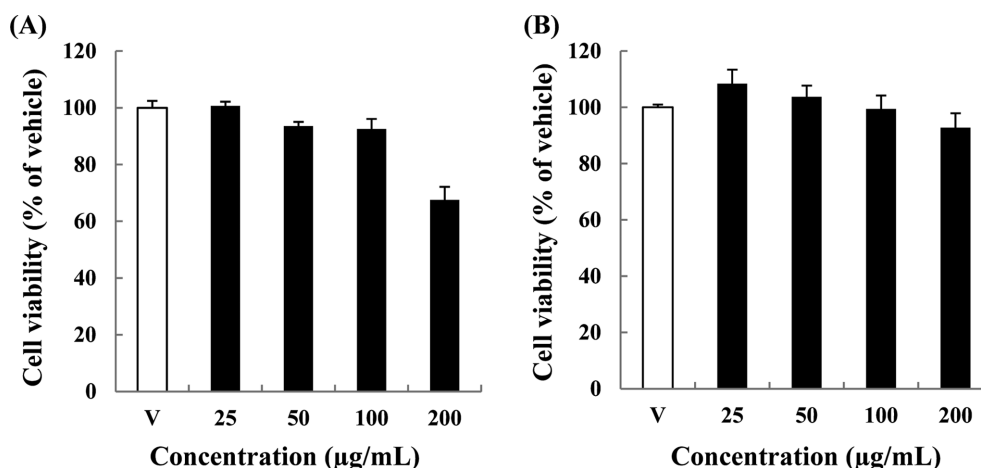 (A)
Cell viability (% of vehicle)
120
100
80
60
40
20
0
V 25 50 100 200
Concentration (µg/mL)
(B)
Cell viability (% of vehicle)
120
100
80
60
40
20
0
V 25 50 100 200
Concentration (µg/mL)